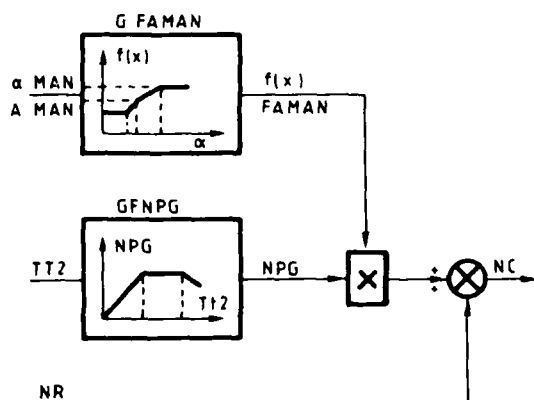 G FAMAN
f(x)
α MAN
A MAN
α
f(x)
FAMAN
GFNPG
NPG
TT2
Tt2
NPG
×
+
+
NC
NR